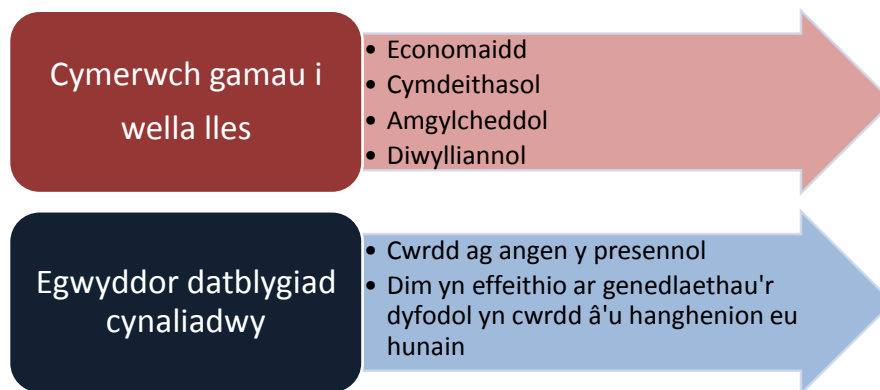 Cymerwch gamau i
wella lles
• Economaidd
• Cymdeithasol
• Amgylcheddol
• Diwylliannol
Egwyddor datblygiad
cynaliadwy
• Cwrdd ag angen y presennol
• Dim yn effeithio ar genedlaethau'r
dyfodol yn cwrdd â'u hanghenion eu
hunain